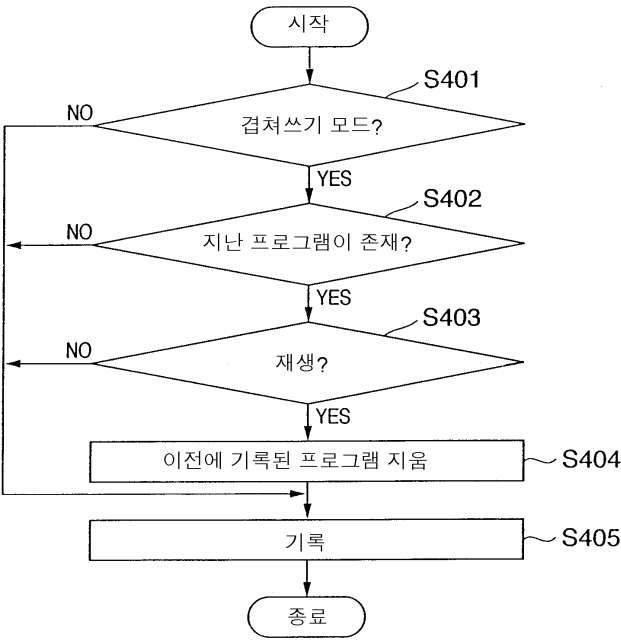 시작
S401
NO
겹쳐쓰기 모드?
YES
S402
NO
지난 프로그램이 존재?
YES
S403
NO
재생?
YES
이전에 기록된 프로그램 지움
S404
기록
S405
종료